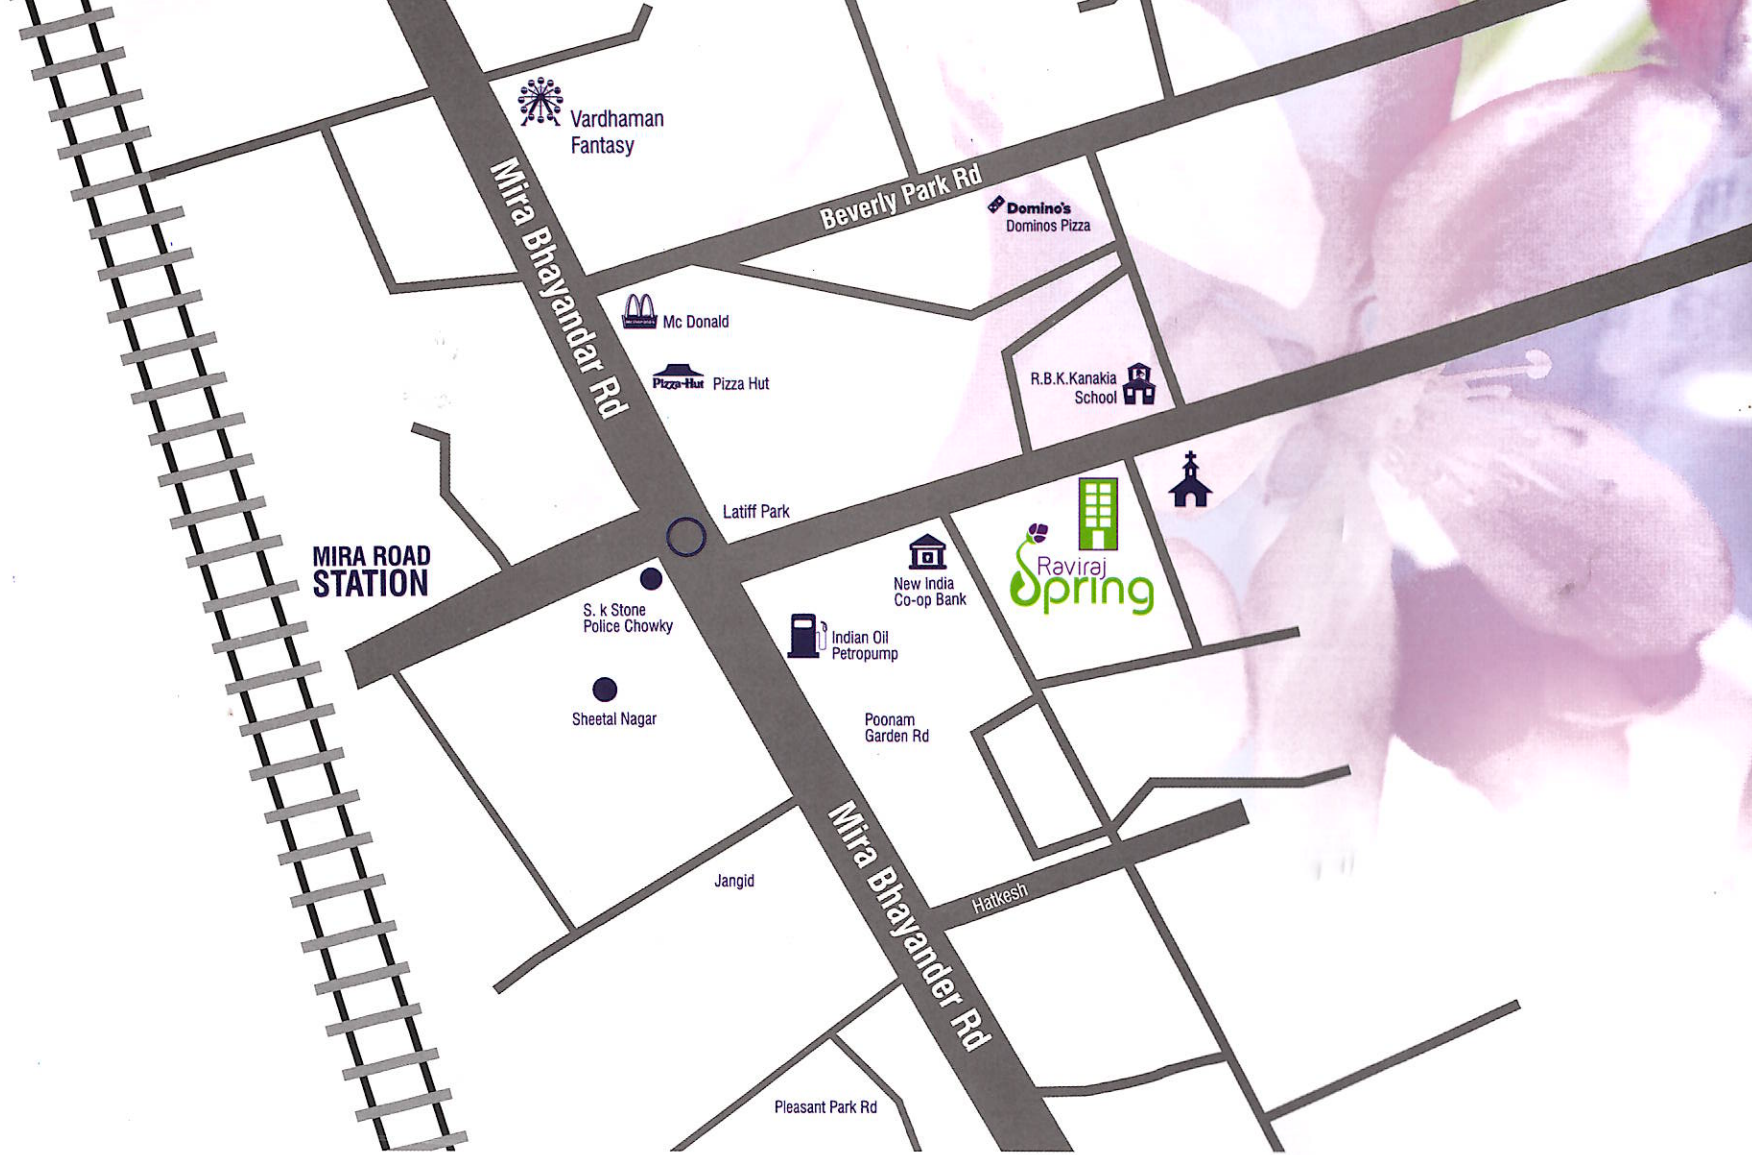 Vardhaman
Fantasy
Mira Bhayandar Rd
Beverly Park Rd
Domino's
Dominos Pizza
Mc Donald
Pizza-Hut Pizza Hut
R.B.K.Kanakia
School
Latiff Park
MIRA ROAD
STATION
S. k Stone
Police Chowky
New India
Co-op Bank
Raviraj
Spring
Indian Oil
Petropump
Sheetal Nagar
Poonam
Garden Rd
Mira Bhayander Rd
Jangid
Hatkesh
Pleasant Park Rd